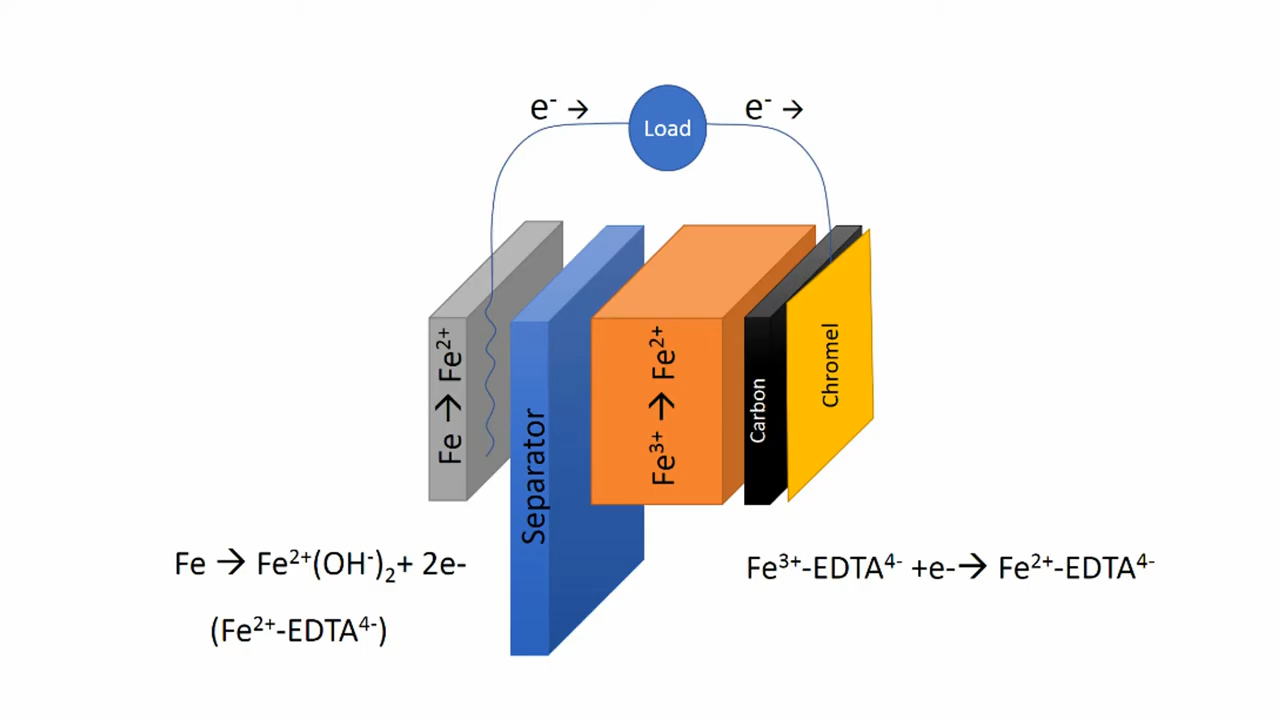 e⁻ → Load e⁻ →
Fe → Fe²⁺
Separator
Fe³⁺ → Fe²⁺
Carbon
Chromel
Fe → Fe²⁺(OH⁻)₂+ 2e-
(Fe²⁺-EDTA⁴⁻)
Fe³⁺-EDTA⁴⁻ +e-→ Fe²⁺-EDTA⁴⁻